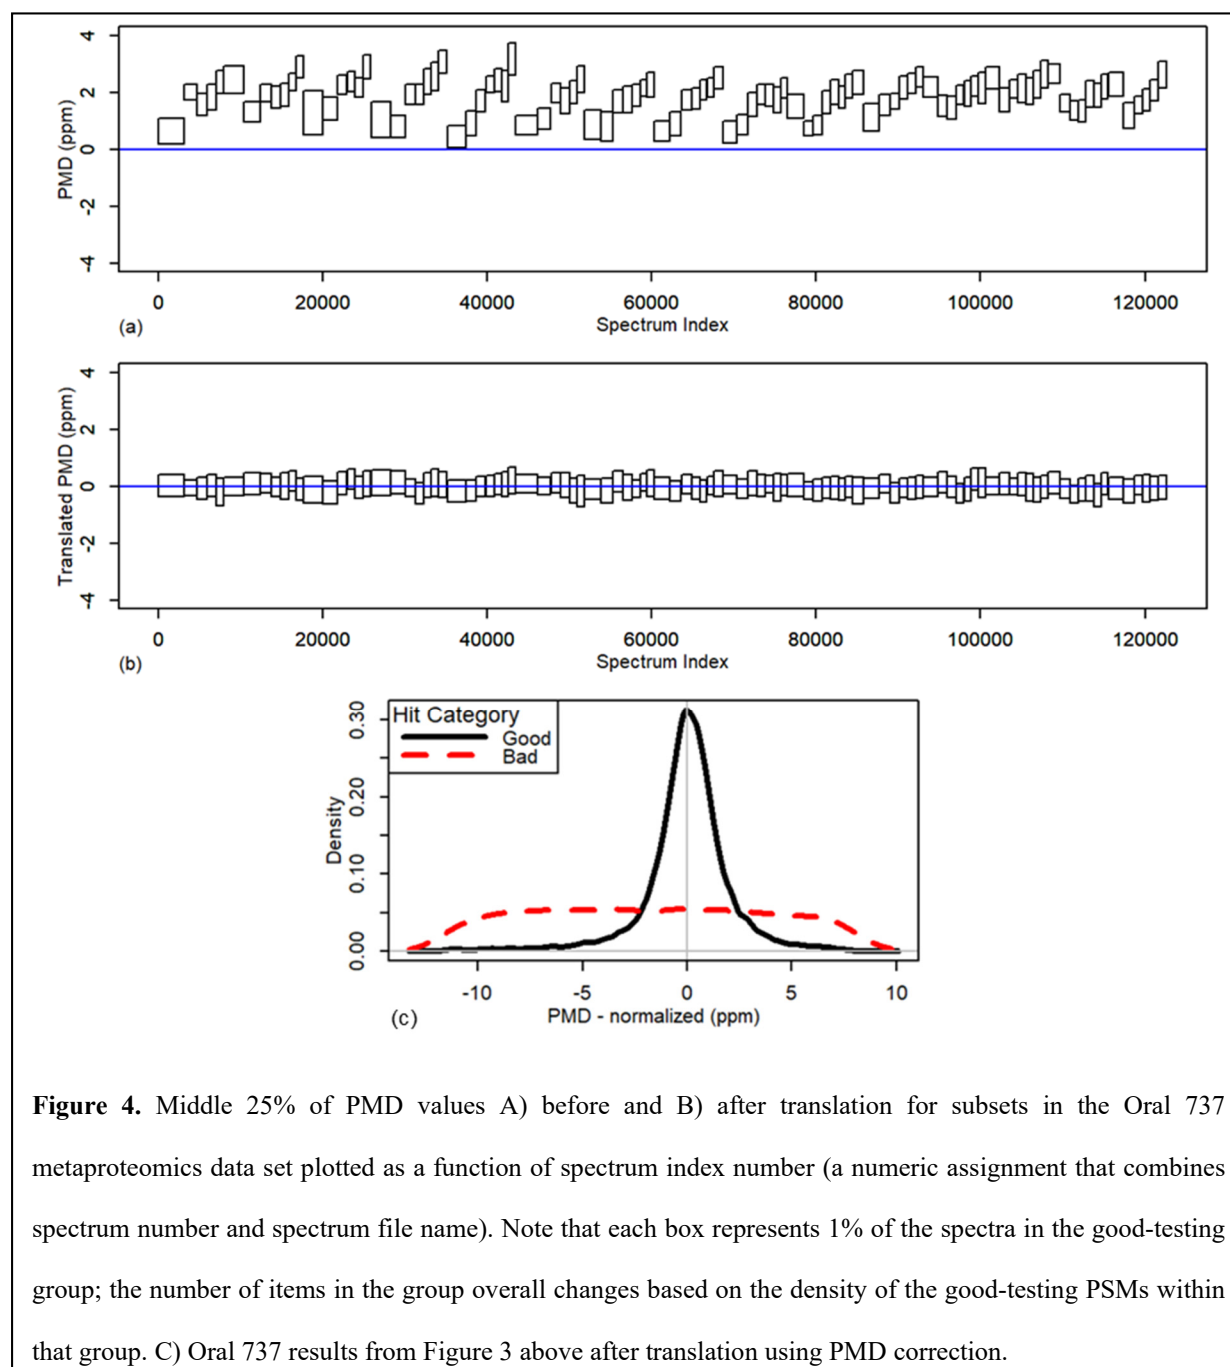 4
2
0
-2
-4
PMD (ppm)
0 20000 40000 60000 80000 100000 120000
(a) Spectrum Index
4
2
0
-2
-4
Translated PMD (ppm)
0 20000 40000 60000 80000 100000 120000
(b) Spectrum Index
Hit Category
Good
Bad
0.30
0.20
0.10
0.00
Density
-10 -5 0 5 10
(c) PMD - normalized (ppm)
Figure 4. Middle 25% of PMD values A) before and B) after translation for subsets in the Oral 737
metaproteomics data set plotted as a function of spectrum index number (a numeric assignment that combines
spectrum number and spectrum file name). Note that each box represents 1% of the spectra in the good-testing
group; the number of items in the group overall changes based on the density of the good-testing PSMs within
that group. C) Oral 737 results from Figure 3 above after translation using PMD correction.